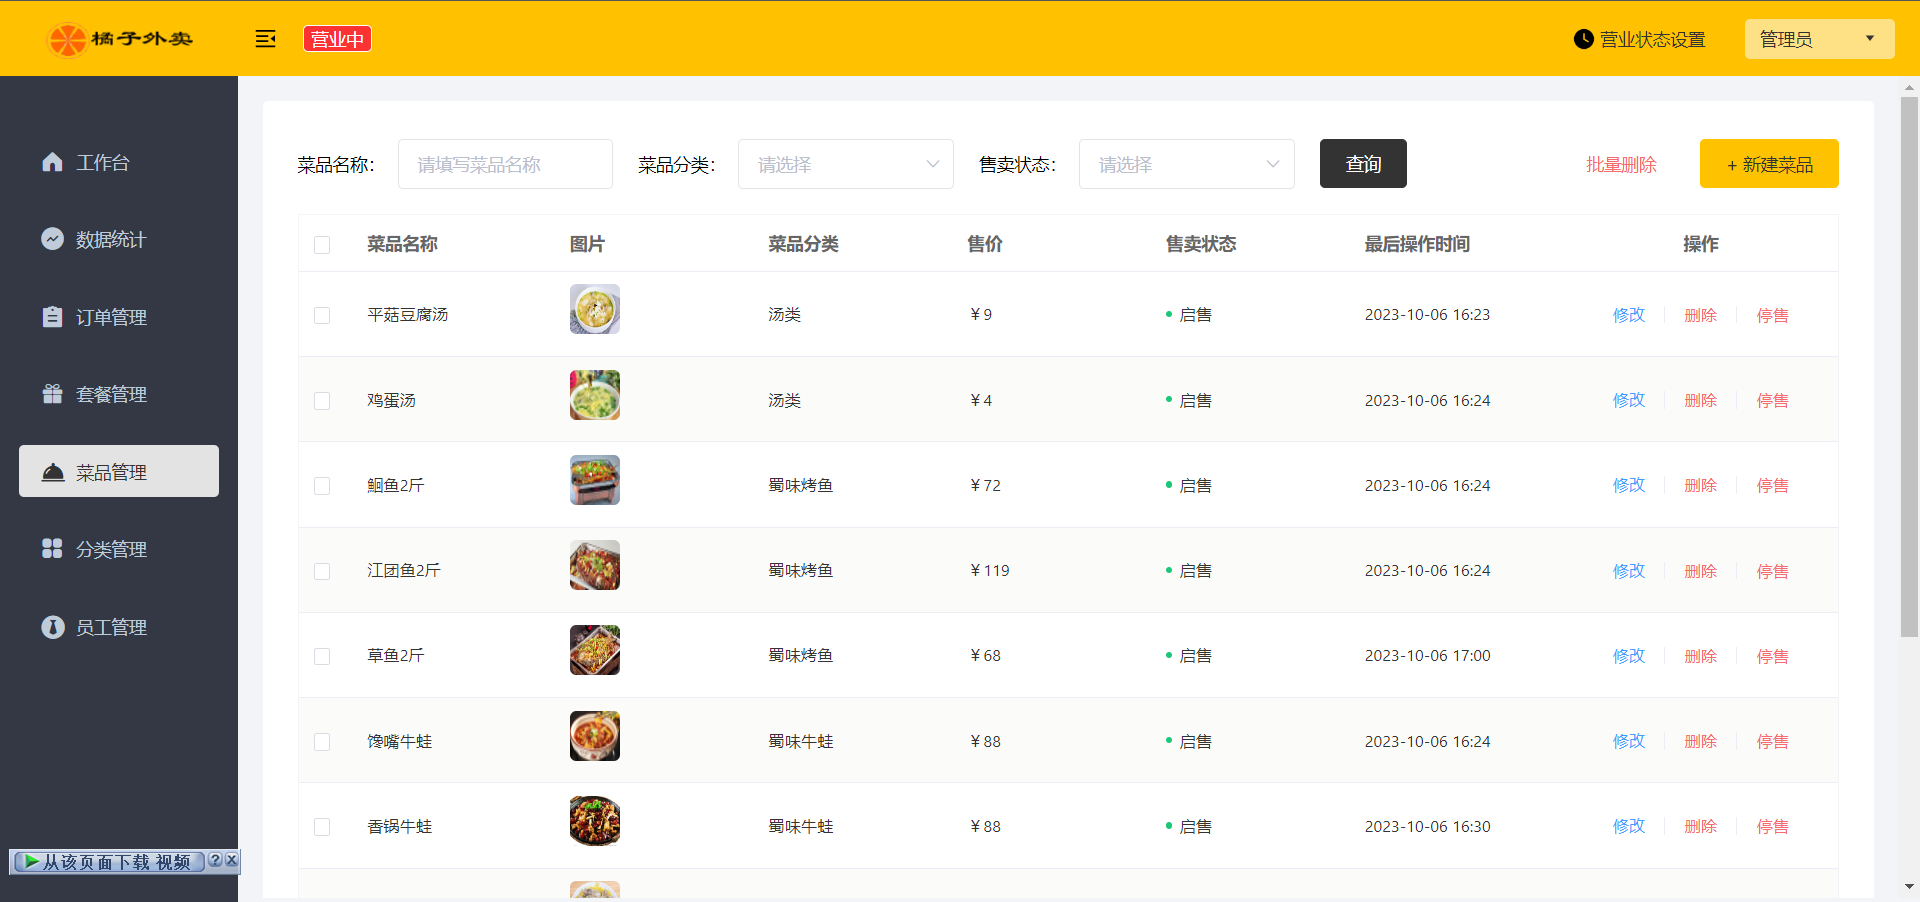 橘子外卖
营业中
营业状态设置
管理员
工作台
数据统计
订单管理
套餐管理
菜品管理
分类管理
员工管理
从该页面下载 视频 ? x
菜品名称： 请填写菜品名称 菜品分类： 请选择 售卖状态： 请选择 查询 批量删除 + 新建菜品
菜品名称 图片 菜品分类 售价 售卖状态 最后操作时间 操作
平菇豆腐汤 汤类 ￥9 启售 2023-10-06 16:23 修改 删除 停售
鸡蛋汤 汤类 ￥4 启售 2023-10-06 16:24 修改 删除 停售
鮰鱼2斤 蜀味烤鱼 ￥72 启售 2023-10-06 16:24 修改 删除 停售
江团鱼2斤 蜀味烤鱼 ￥119 启售 2023-10-06 16:24 修改 删除 停售
草鱼2斤 蜀味烤鱼 ￥68 启售 2023-10-06 17:00 修改 删除 停售
馋嘴牛蛙 蜀味牛蛙 ￥88 启售 2023-10-06 16:24 修改 删除 停售
香锅牛蛙 蜀味牛蛙 ￥88 启售 2023-10-06 16:30 修改 删除 停售